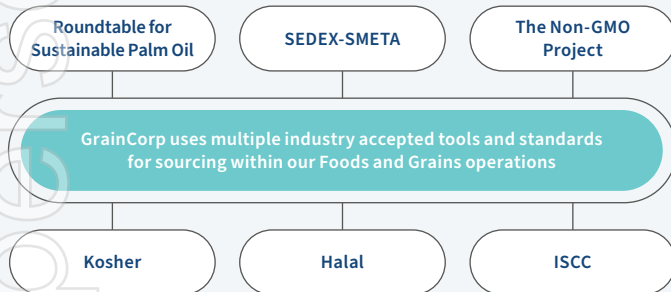 Roundtable for
Sustainable Palm Oil
SEDEX-SMETA
The Non-GMO
Project
GrainCorp uses multiple industry accepted tools and standards
for sourcing within our Foods and Grains operations
Kosher
Halal
ISCC